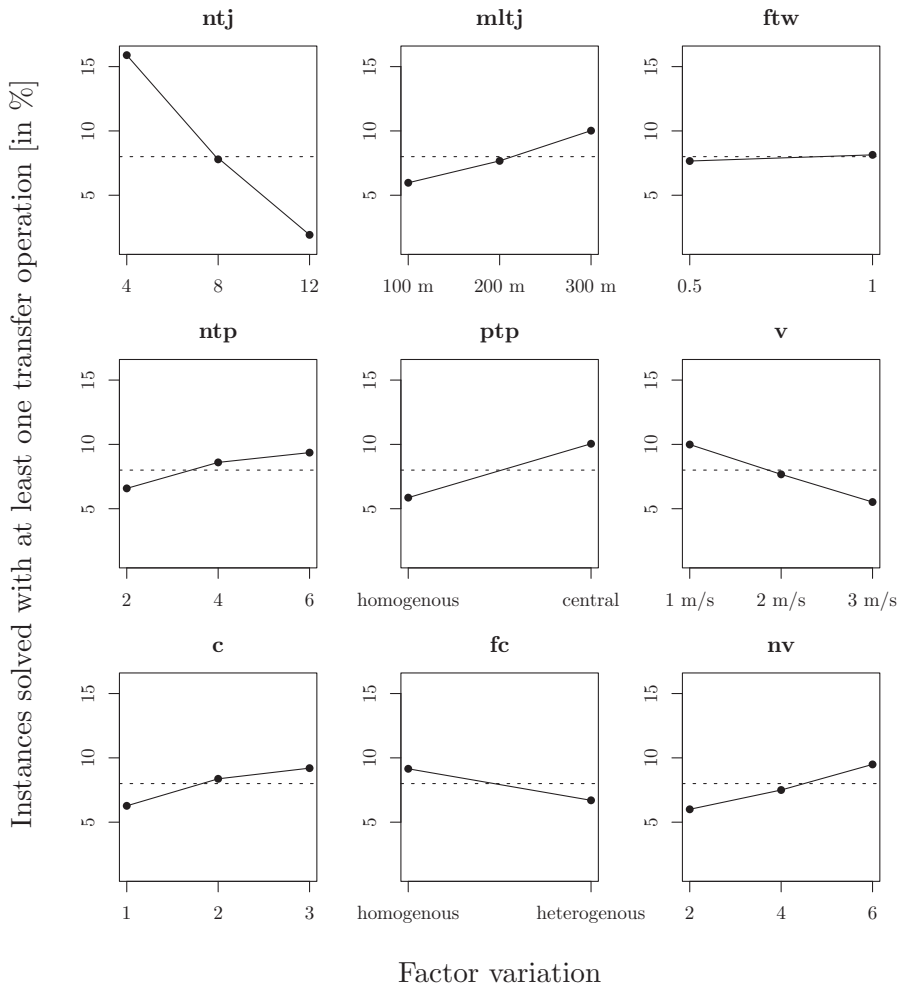 Instances solved with at least one transfer operation [in %]
ntj
15
10
5
4 8 12
mltj
100 m 200 m 300 m
ftw
15
10
5
0.5 1
ntp
15
10
5
2 4 6
ptp
15
10
5
homogenous central
v
15
10
5
1 m/s 2 m/s 3 m/s
c
15
10
5
1 2 3
fc
15
10
5
homogenous heterogenous
nv
15
10
5
2 4 6
Factor variation